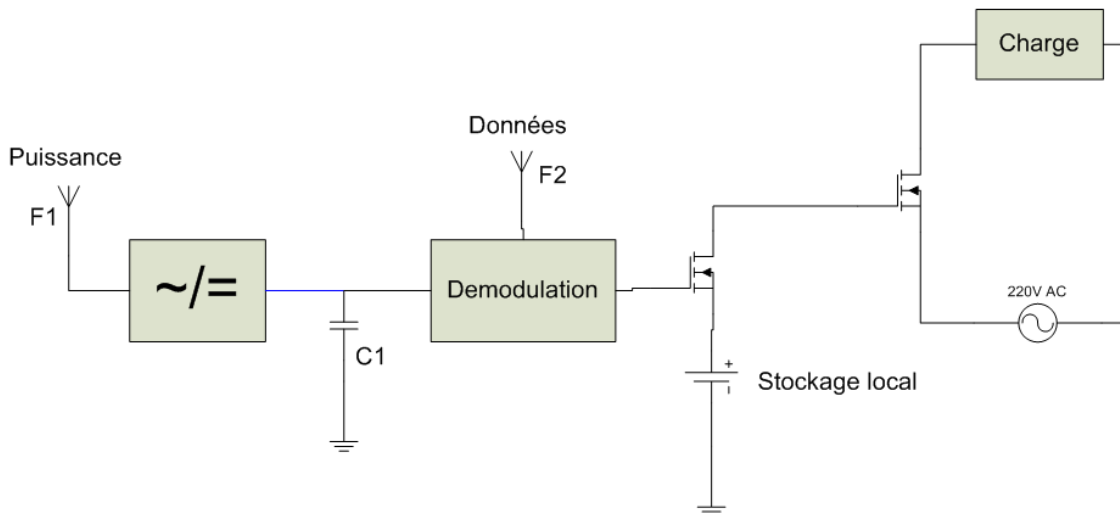 Charge
Données
Puissance
F2
F1
~/=
Demodulation
220V AC
C1
+
Stockage local
-